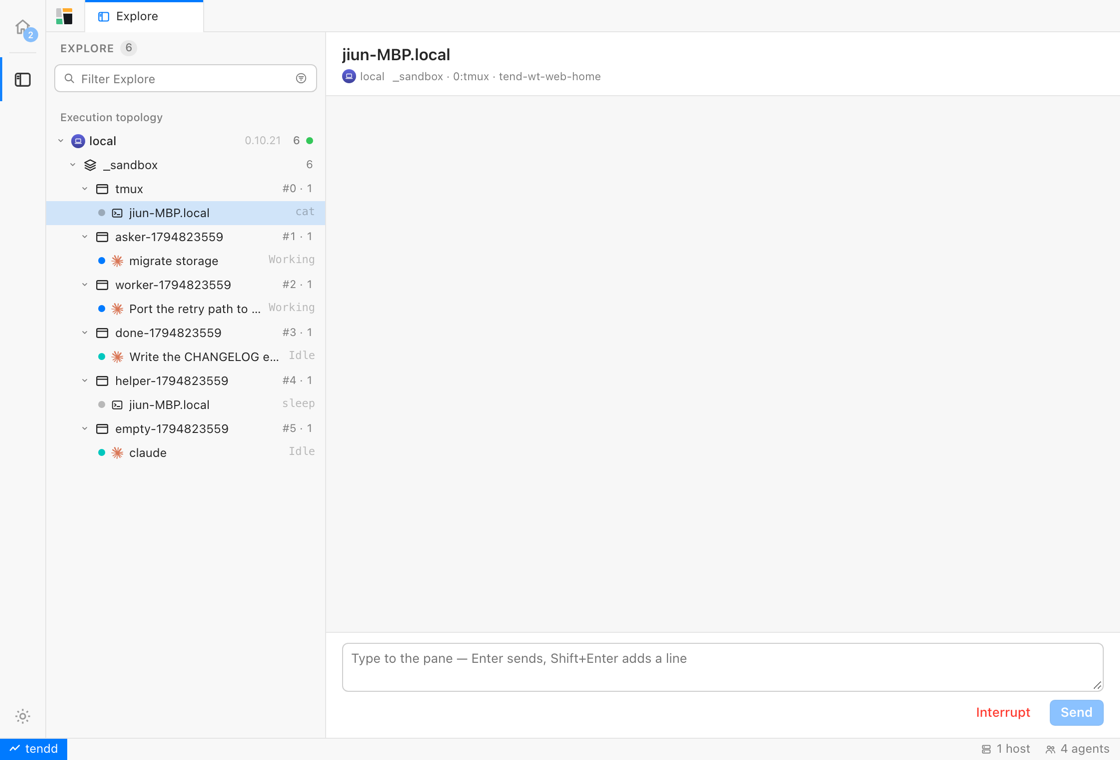 2
Explore
EXPLORE 6
Filter Explore
Execution topology
local 0.10.21 6
_sandbox 6
tmux #0 · 1
jiun-MBP.local cat
asker-1794823559 #1 · 1
migrate storage Working
worker-1794823559 #2 · 1
Port the retry path to ... Working
done-1794823559 #3 · 1
Write the CHANGELOG e... Idle
helper-1794823559 #4 · 1
jiun-MBP.local sleep
empty-1794823559 #5 · 1
claude Idle
jiun-MBP.local
local _sandbox · 0:tmux · tend-wt-web-home
Type to the pane — Enter sends, Shift+Enter adds a line
Interrupt Send
tendd
1 host 4 agents